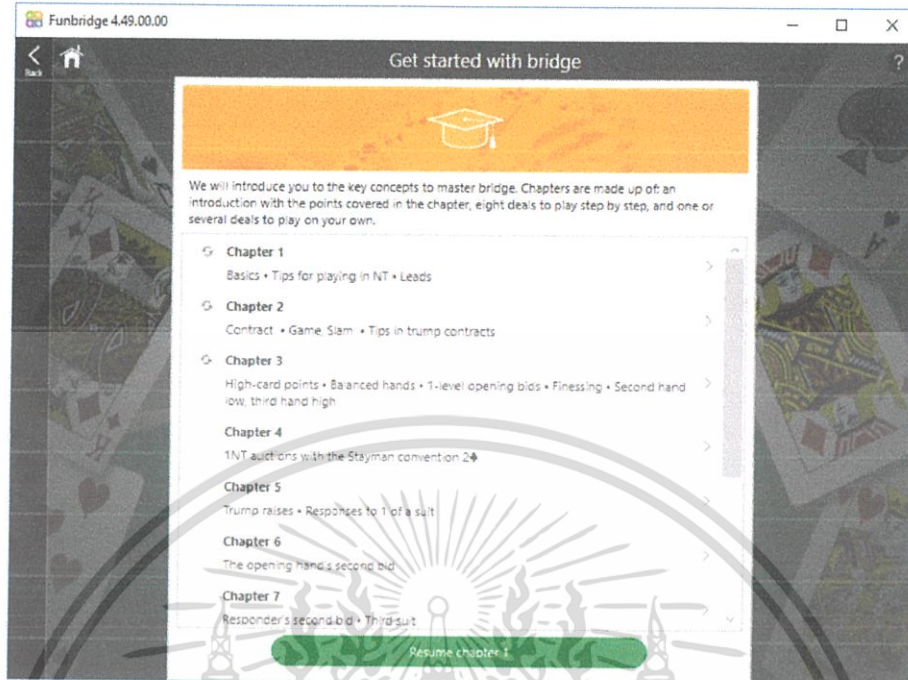 Funbridge 4.49.00.00
Back
Get started with bridge
?
We will introduce you to the key concepts to master bridge. Chapters are made up of: an
introduction with the points covered in the chapter, eight deals to play step by step, and one or
several deals to play on your own.
Chapter 1
Basics • Tips for playing in NT • Leads
Chapter 2
Contract • Game, Slam • Tips in trump contracts
Chapter 3
High-card points • Balanced hands • 1-level opening bids • Finessing • Second hand
low, third hand high
Chapter 4
1NT auctions with the Stayman convention 2♣
Chapter 5
Trump raises • Responses to 1 of a suit
Chapter 6
The opening hand's second bid
Chapter 7
Responder's second bid • Third suit
Resume chapter 1